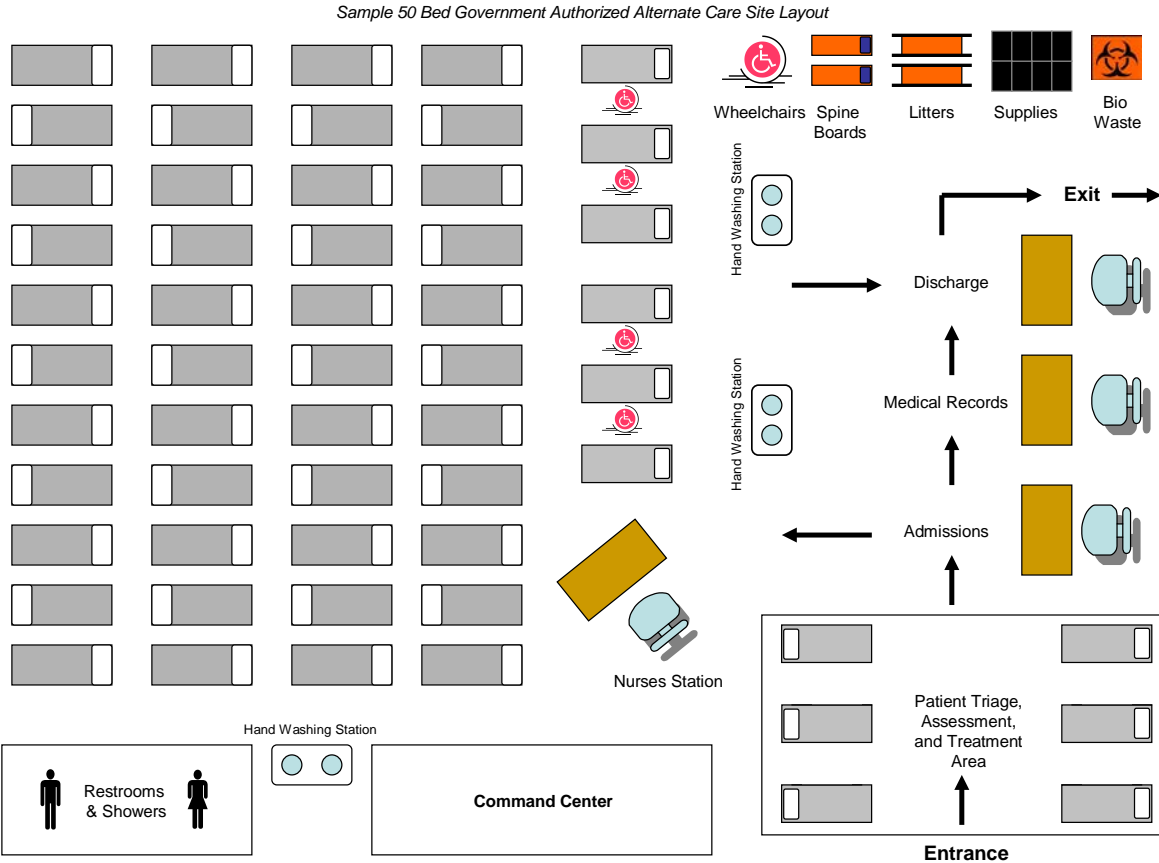 Sample 50 Bed Government Authorized Alternate Care Site Layout
Wheelchairs
Spine
Boards
Litters
Supplies
Bio
Waste
Hand Washing Station
Exit
Discharge
Hand Washing Station
Medical Records
Admissions
Nurses Station
Patient Triage,
Assessment,
and Treatment
Area
Hand Washing Station
Restrooms
& Showers
Command Center
Entrance